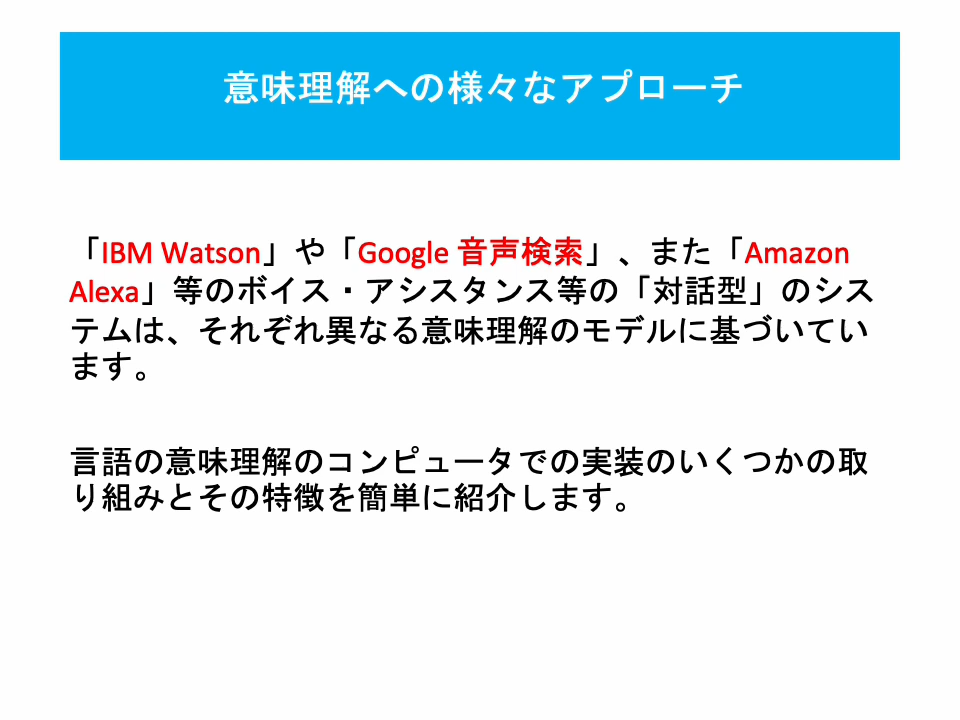 意味理解への様々なアプローチ
「IBM Watson」や「Google 音声検索」、また「Amazon
Alexa」等のボイス・アシスタンス等の「対話型」のシス
テムは、それぞれ異なる意味理解のモデルに基づいてい
ます。
言語の意味理解のコンピュータでの実装のいくつかの取
り組みとその特徴を簡単に紹介します。